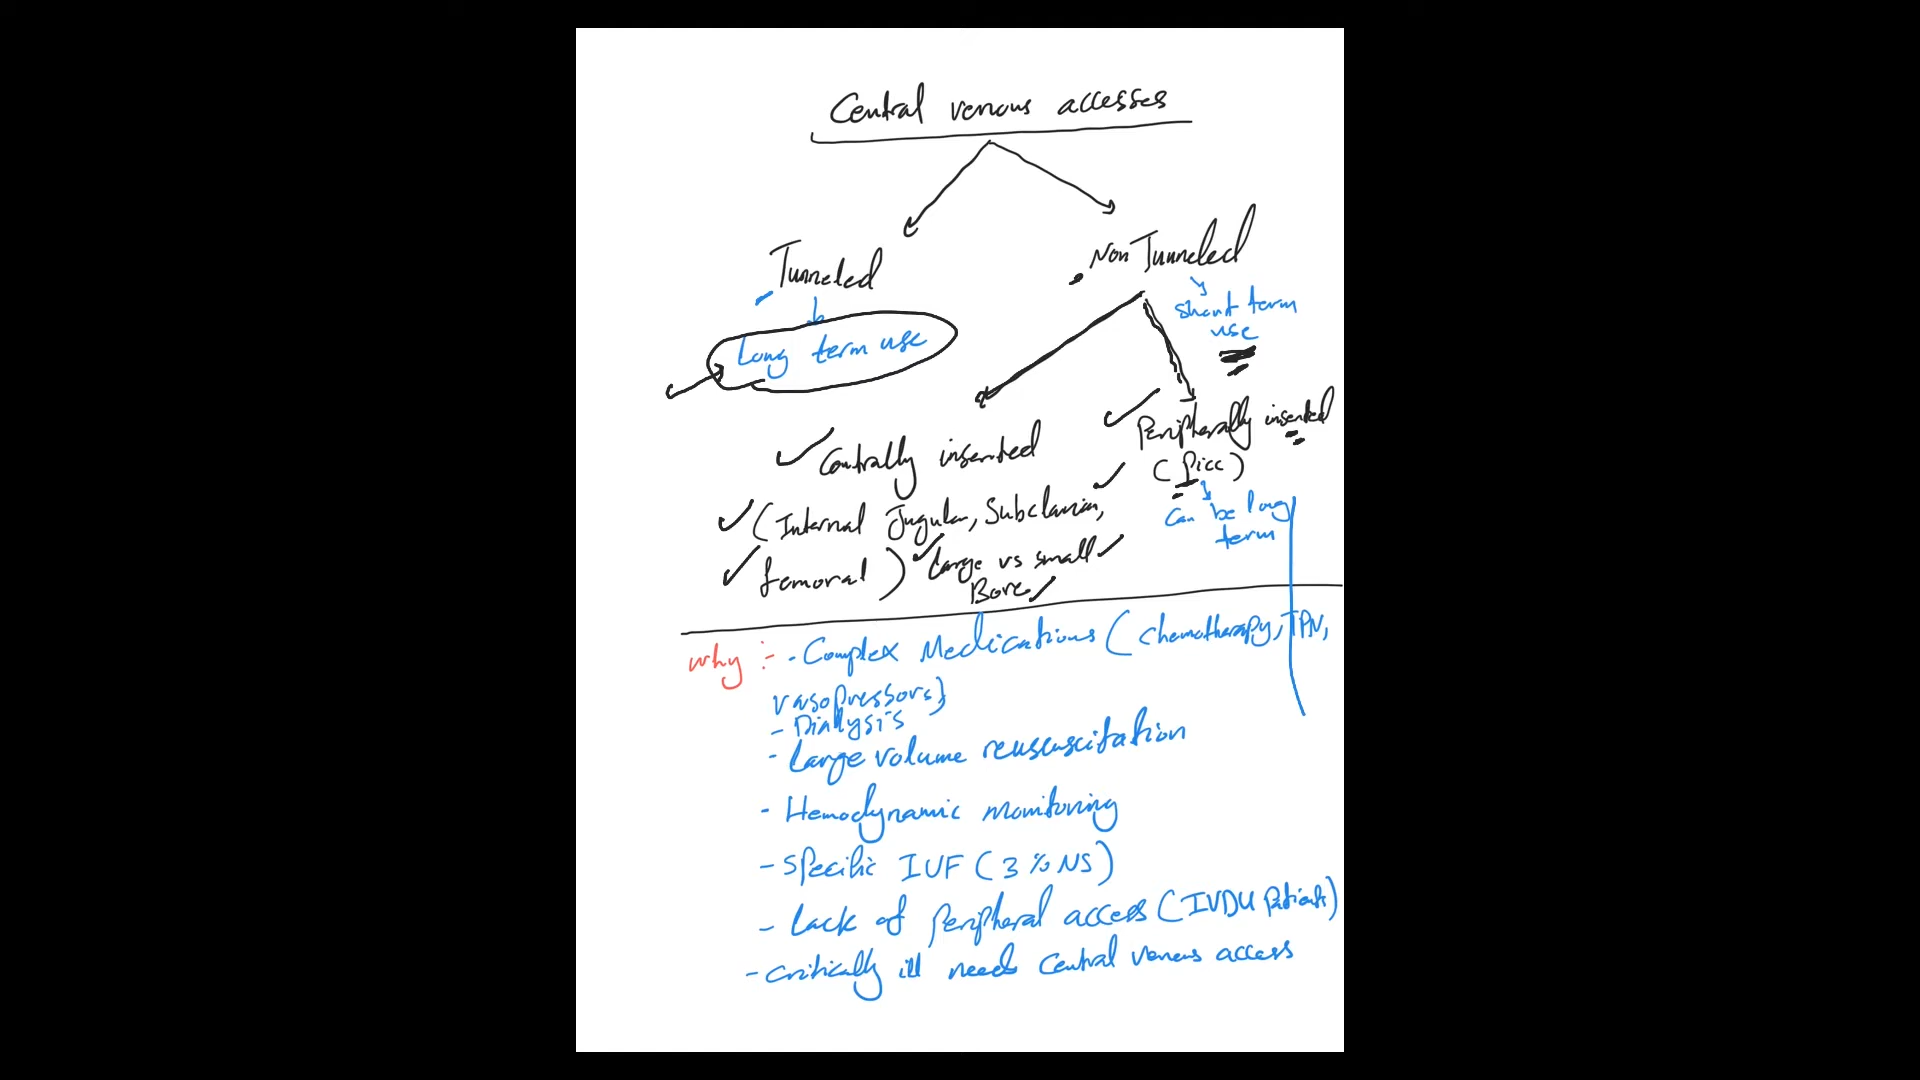 Central venous accesses
Tunneled
Non Tunneled
short term
use
Long term use
Peripherally inserted
(Picc)
can be long
term
Centrally inserted
(Internal Jugular, Subclavian,
femoral) Large vs small
Bore
why :- - Complex Medications (chemotherapy, TPN,
vasopressors)
- Dialysis
- Large volume reususcitation
- Hemodynamic monitoring
- Specific IVF (3 % NS)
- Lack of Peripheral access (IVDU Patients)
- critically ill needs central venous access